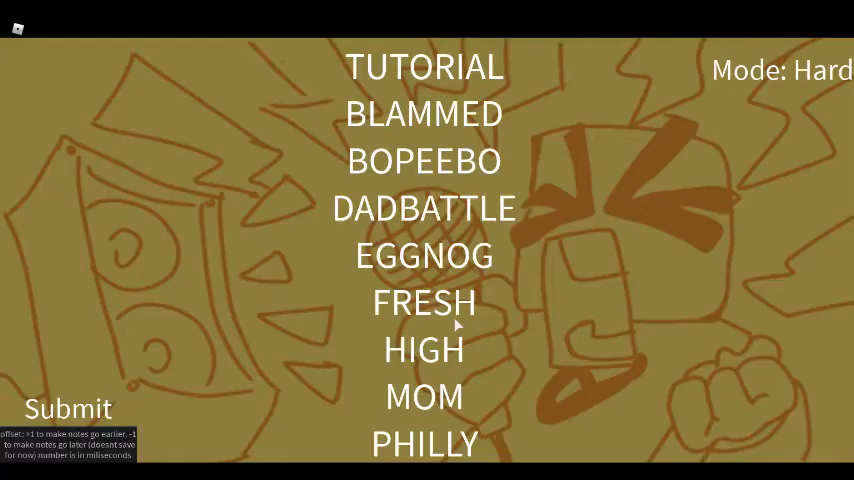 TUTORIAL
Mode: Hard
BLAMMED
BOPEEBO
DADBATTLE
EGGNOG
FRESH
HIGH
MOM
Submit
PHILLY
offset: +1 to make notes go earlier. -1
to make notes go later (doesnt save
for now) number is in miliseconds